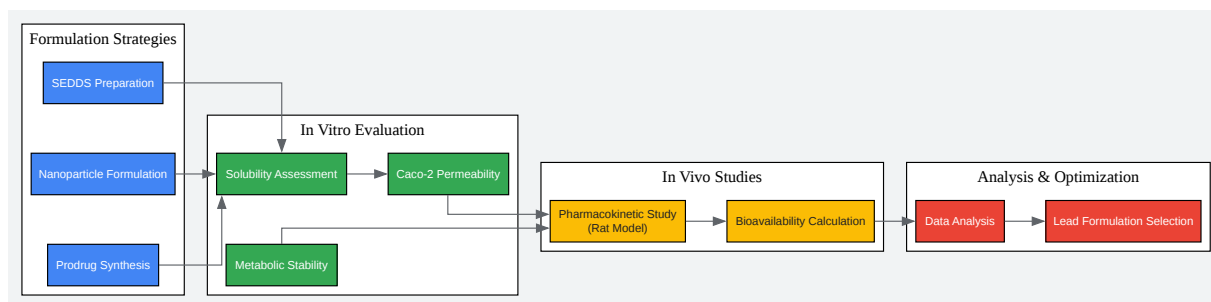 Formulation Strategies
SEDDS Preparation
Nanoparticle Formulation
Prodrug Synthesis
In Vitro Evaluation
Solubility Assessment
Caco-2 Permeability
Metabolic Stability
In Vivo Studies
Pharmacokinetic Study
(Rat Model)
Bioavailability Calculation
Analysis & Optimization
Data Analysis
Lead Formulation Selection